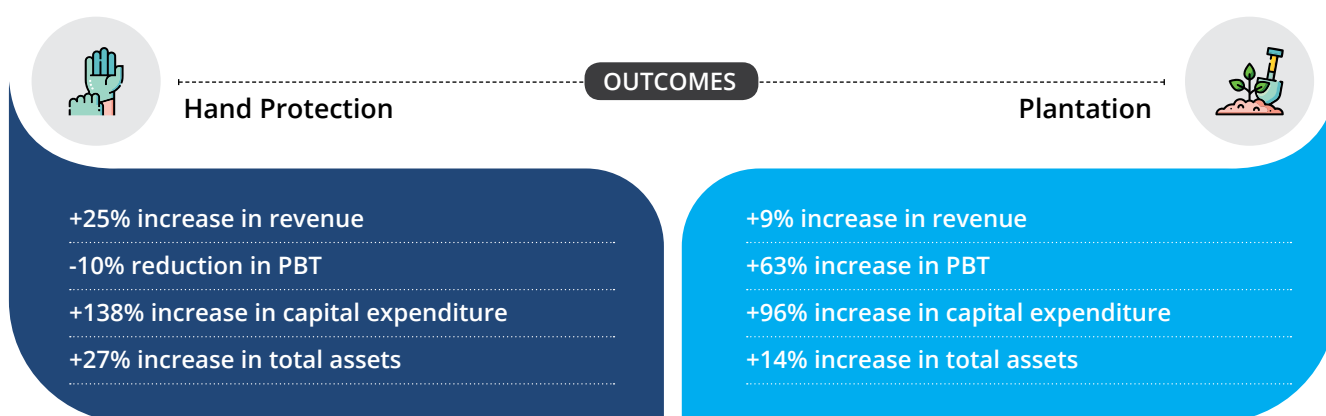 OUTCOMES
Hand Protection
Plantation
+25% increase in revenue
-10% reduction in PBT
+138% increase in capital expenditure
+27% increase in total assets
+9% increase in revenue
+63% increase in PBT
+96% increase in capital expenditure
+14% increase in total assets